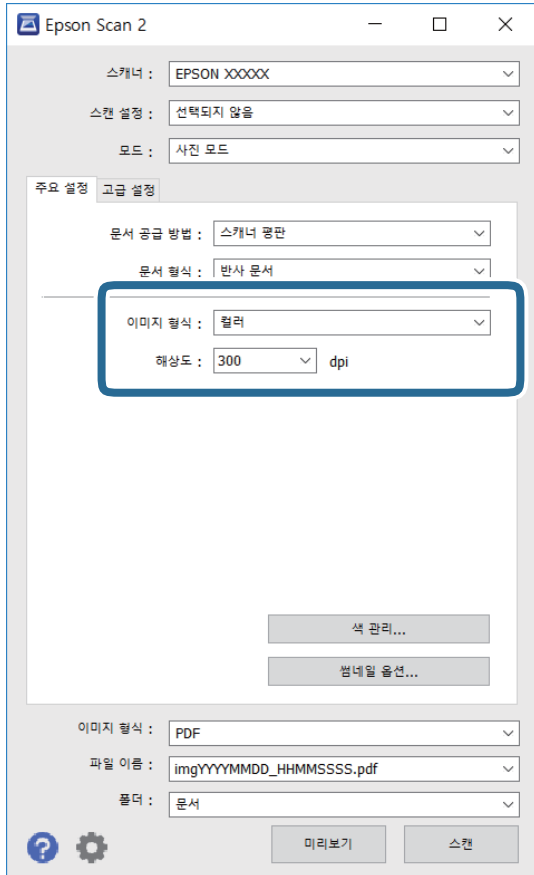 Epson Scan 2
스캐너 : EPSON XXXXX
스캔 설정 : 선택되지 않음
모드 : 사진 모드
주요 설정 고급 설정
문서 공급 방법 : 스캐너 평판
문서 형식 : 반사 문서
이미지 형식 : 컬러
해상도 : 300 dpi
색 관리...
썸네일 옵션...
이미지 형식 : PDF
파일 이름 : imgYYYYMMDD_HHMMSSSS.pdf
폴더 : 문서
? 미리보기 스캔